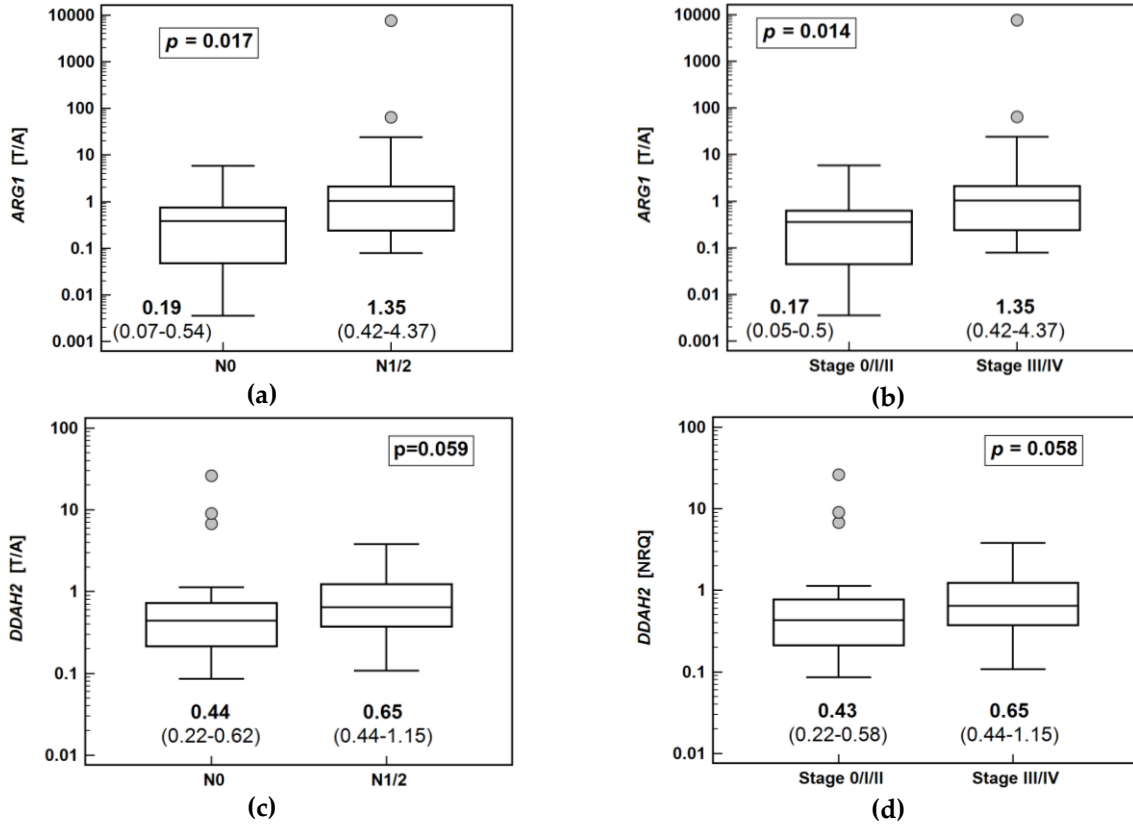 10000
1000
100
10
1
0.1
0.01
0.001
ARG1 [T/A]
p = 0.017
0.19
(0.07-0.54)
1.35
(0.42-4.37)
N0
N1/2
(a)
10000
1000
100
10
1
0.1
0.01
0.001
ARG1 [T/A]
p = 0.014
0.17
(0.05-0.5)
1.35
(0.42-4.37)
Stage 0/I/II
Stage III/IV
(b)
100
10
1
0.1
0.01
DDAH2 [T/A]
p=0.059
0.44
(0.22-0.62)
0.65
(0.44-1.15)
N0
N1/2
(c)
100
10
1
0.1
0.01
DDAH2 [NRQ]
p = 0.058
0.43
(0.22-0.58)
0.65
(0.44-1.15)
Stage 0/I/II
Stage III/IV
(d)